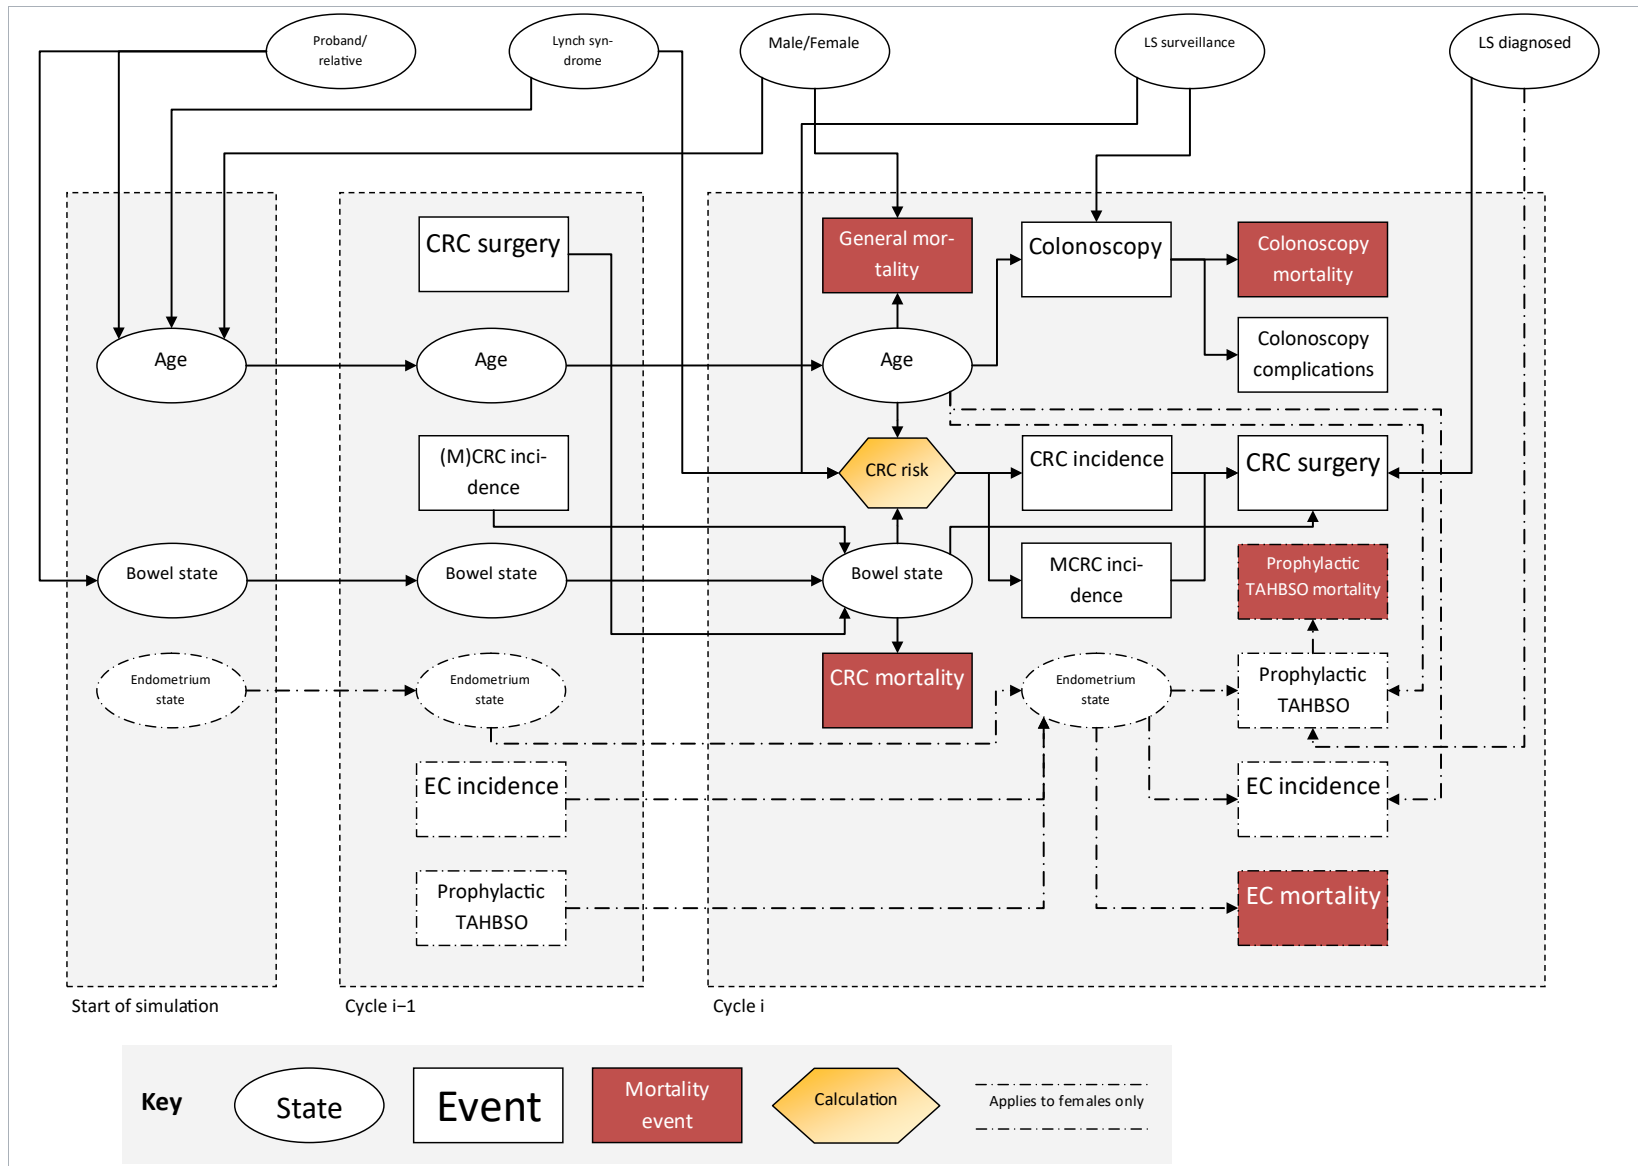 Proband/
relative
Lynch syn-
drome
Male/Female
LS surveillance
LS diagnosed
CRC surgery
General mor-
tality
Colonoscopy
Colonoscopy
mortality
Age
Age
Age
Colonoscopy
complications
(M)CRC inci-
dence
CRC risk
CRC incidence
CRC surgery
Bowel state
Bowel state
Bowel state
MCRC inci-
dence
Prophylactic
TAHBSO mortality
Endometrium
state
Endometrium
state
CRC mortality
Endometrium
state
Prophylactic
TAHBSO
EC incidence
EC incidence
Prophylactic
TAHBSO
EC mortality
Start of simulation
Cycle i−1
Cycle i
Key
State
Event
Mortality
event
Calculation
Applies to females only